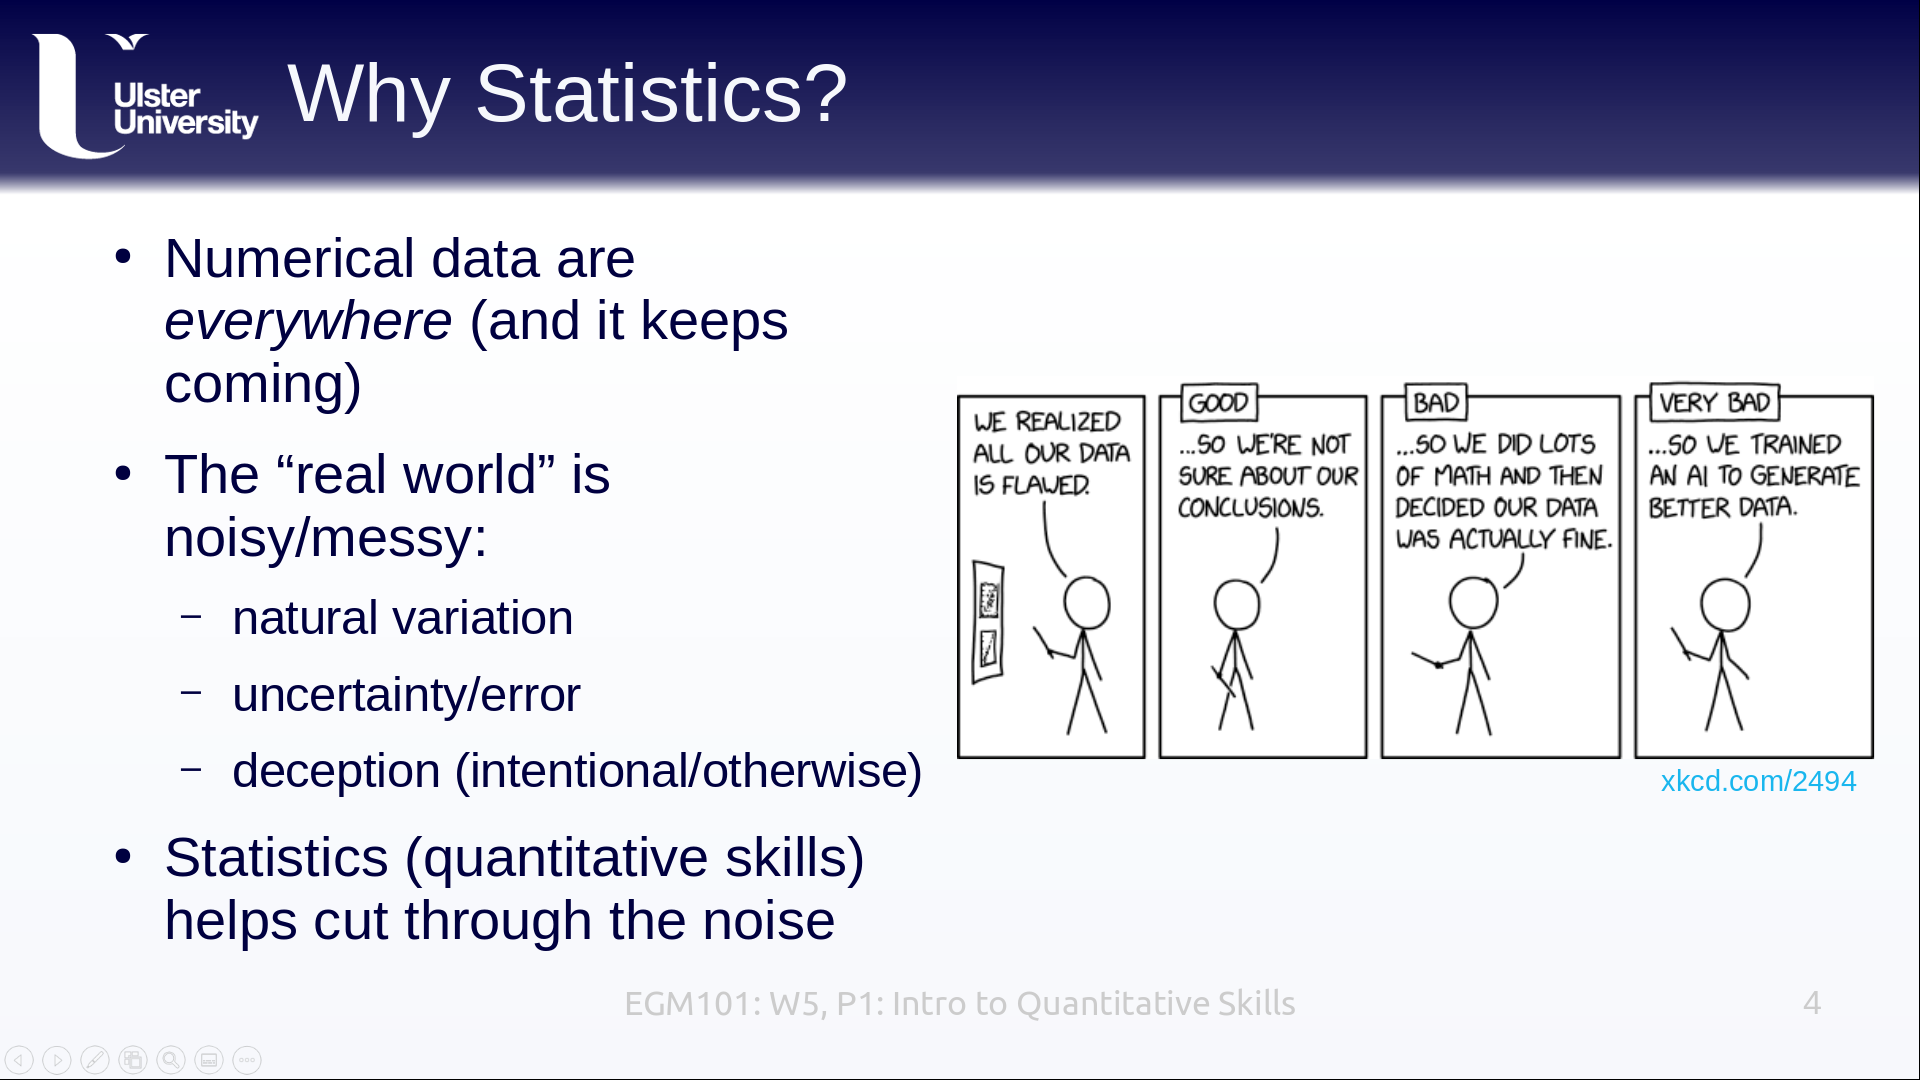 Ulster
University
Why Statistics?
• Numerical data are
everywhere (and it keeps
coming)
• The “real world” is
noisy/messy:
– natural variation
– uncertainty/error
– deception (intentional/otherwise)
• Statistics (quantitative skills)
helps cut through the noise
WE REALIZED
ALL OUR DATA
IS FLAWED.
GOOD
...SO WE'RE NOT
SURE ABOUT OUR
CONCLUSIONS.
BAD
...SO WE DID LOTS
OF MATH AND THEN
DECIDED OUR DATA
WAS ACTUALLY FINE.
VERY BAD
...SO WE TRAINED
AN AI TO GENERATE
BETTER DATA.
xkcd.com/2494
EGM101: W5, P1: Intro to Quantitative Skills
4